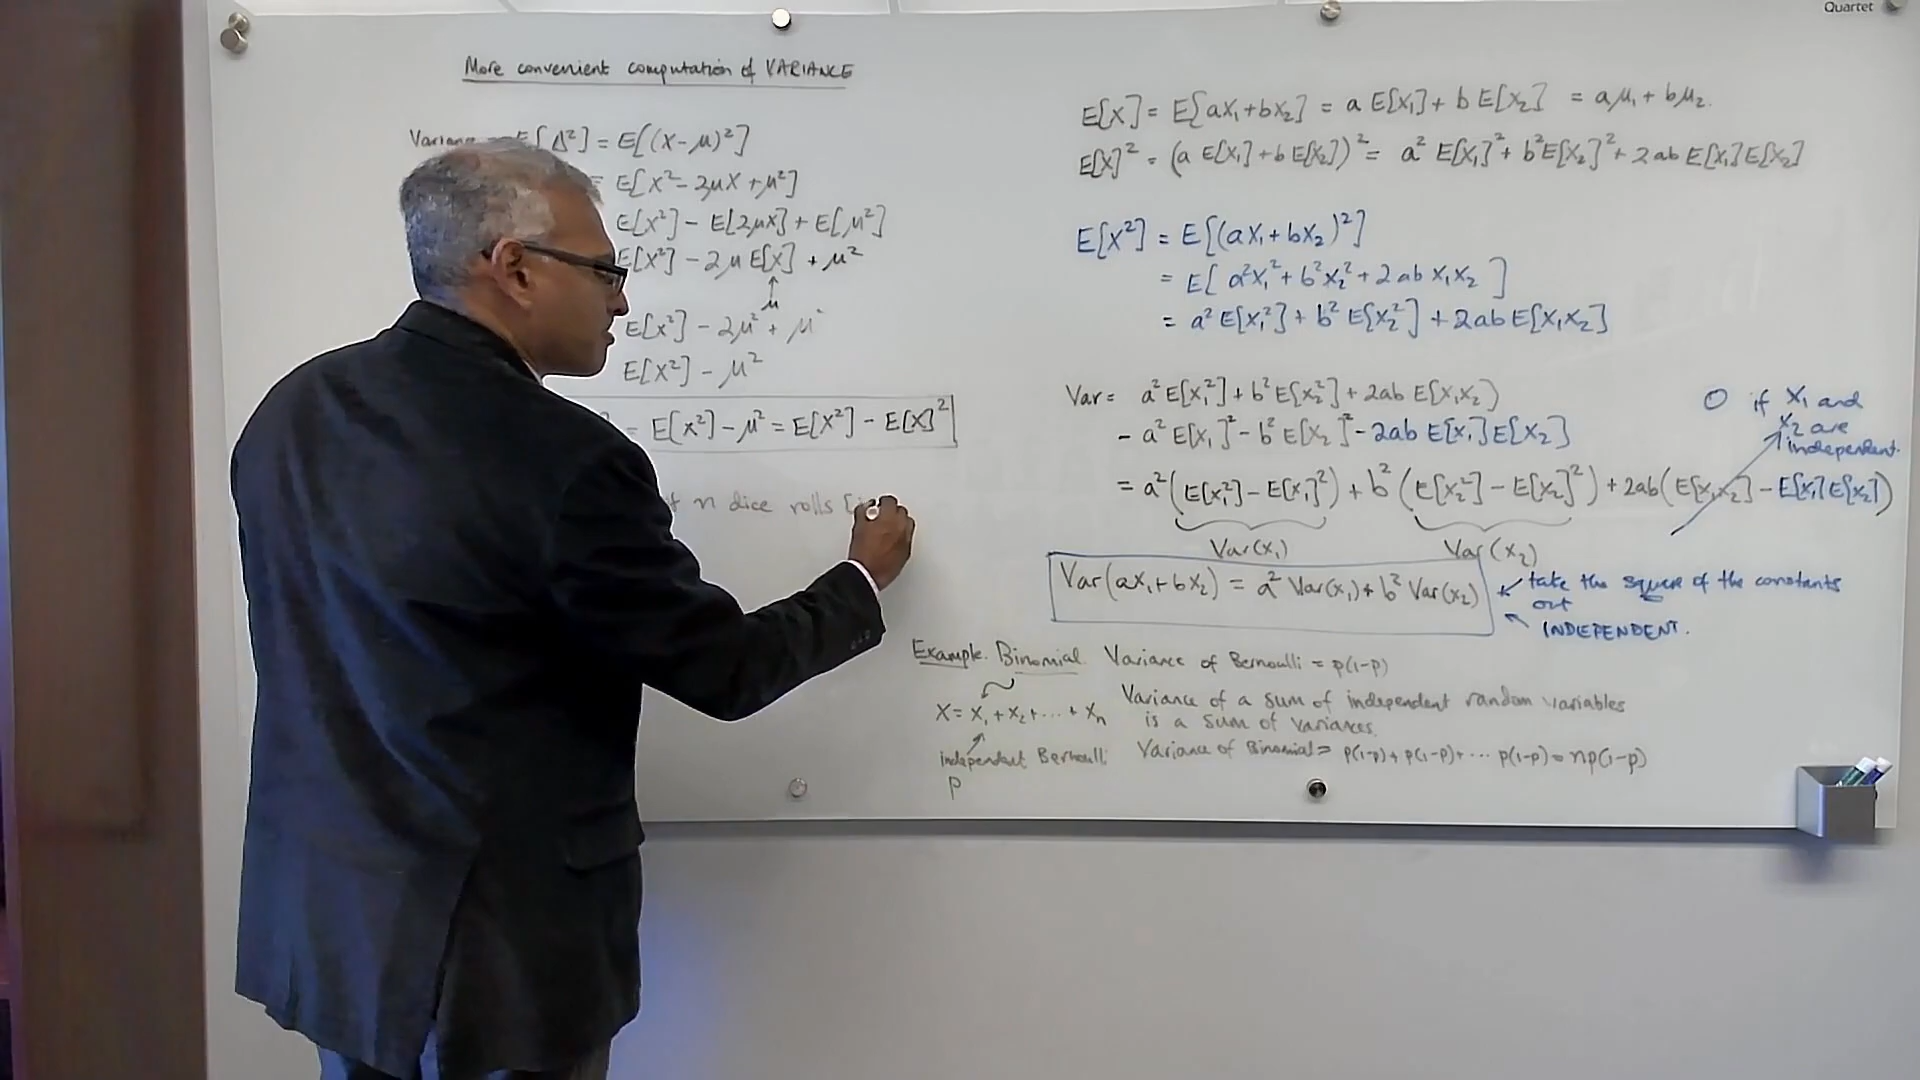 More convenient computation of VARIANCE
Variance = E[Δ²] = E[(X-μ)²]
= E[X²-2μX+μ²]
E[X²] - E[2μX] + E[μ²]
E[X²] - 2μ E[X] + μ²
↑
μ
E[X²] - 2μ² + μ²
E[X²] - μ²
= E[X²] - μ² = E[X²] - E[X]²
n dice rolls
E[X] = E[aX₁+bX₂] = a E[X₁] + b E[X₂] = aμ₁ + bμ₂.
E[X]² = (a E[X₁] + b E[X₂])² = a² E[X₁]² + b² E[X₂]² + 2ab E[X₁]E[X₂]
E[X²] = E[(aX₁+bX₂)²]
= E[ a²X₁² + b²X₂² + 2ab X₁X₂ ]
= a² E[X₁²] + b² E[X₂²] + 2ab E[X₁X₂]
Var = a² E[X₁²] + b² E[X₂²] + 2ab E[X₁X₂]
- a² E[X₁]² - b² E[X₂]² - 2ab E[X₁]E[X₂]
0 if X₁ and
X₂ are
independent.
= a² (E[X₁²] - E[X₁]²) + b² (E[X₂²] - E[X₂]²) + 2ab (E[X₁X₂] - E[X₁]E[X₂])
Var(X₁) Var(X₂)
Var(aX₁+bX₂) = a² Var(X₁) + b² Var(X₂)
take the square of the constants
out
INDEPENDENT.
Example. Binomial. Variance of Bernoulli = p(1-p)
X = X₁ + X₂ + ... + Xn
Variance of a sum of independent random variables
is a sum of variances.
independent Bernoulli
p
Variance of Binomial = p(1-p) + p(1-p) + ... p(1-p) = np(1-p)
Quartet